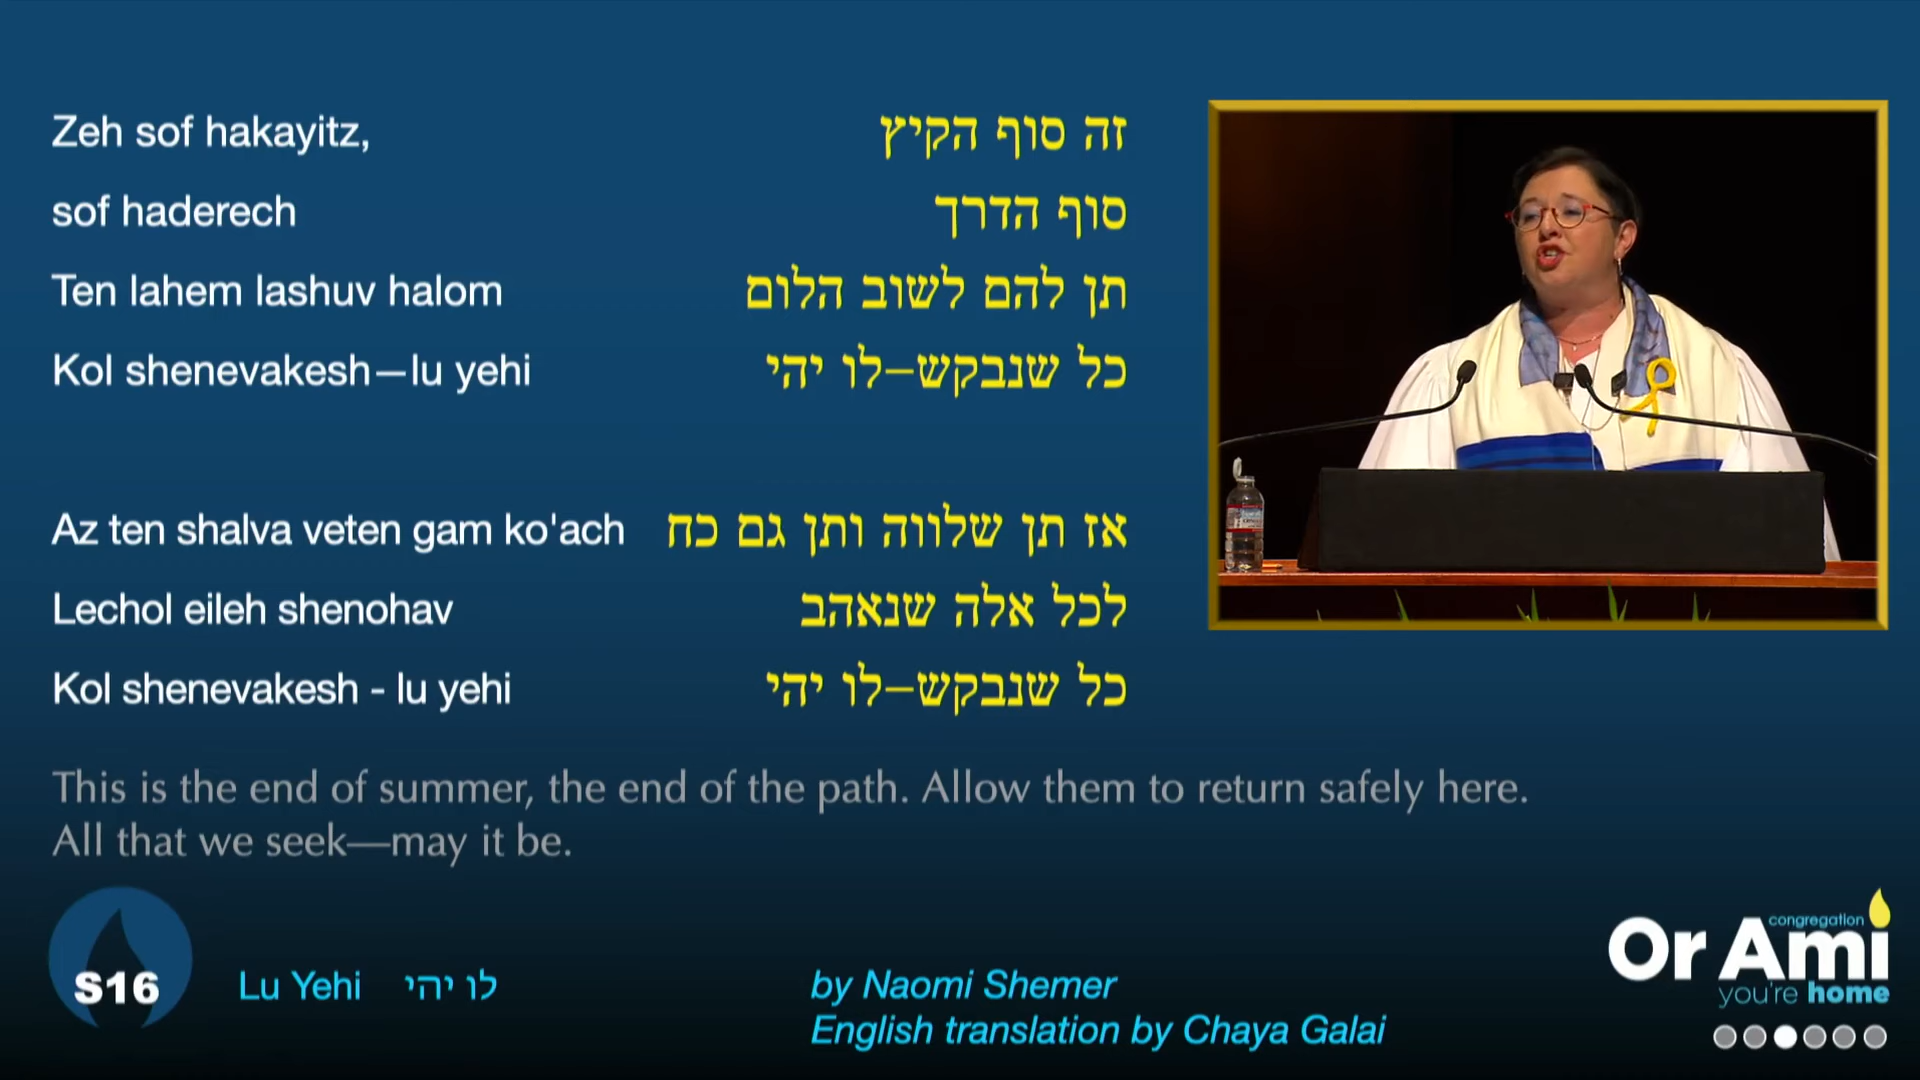 Zeh sof hakayitz, זה סוף הקיץ
sof haderech סוף הדרך
Ten lahem lashuv halom תן להם לשוב הלום
Kol shenevakesh—lu yehi כל שנבקש–לו יהי
Az ten shalva veten gam ko'ach אז תן שלווה ותן גם כח
Lechol eileh shenohav לכל אלה שנאהב
Kol shenevakesh - lu yehi כל שנבקש–לו יהי
This is the end of summer, the end of the path. Allow them to return safely here.
All that we seek—may it be.
S16
Lu Yehi לו יהי
by Naomi Shemer
English translation by Chaya Galai
congregation
Or Ami
you're home